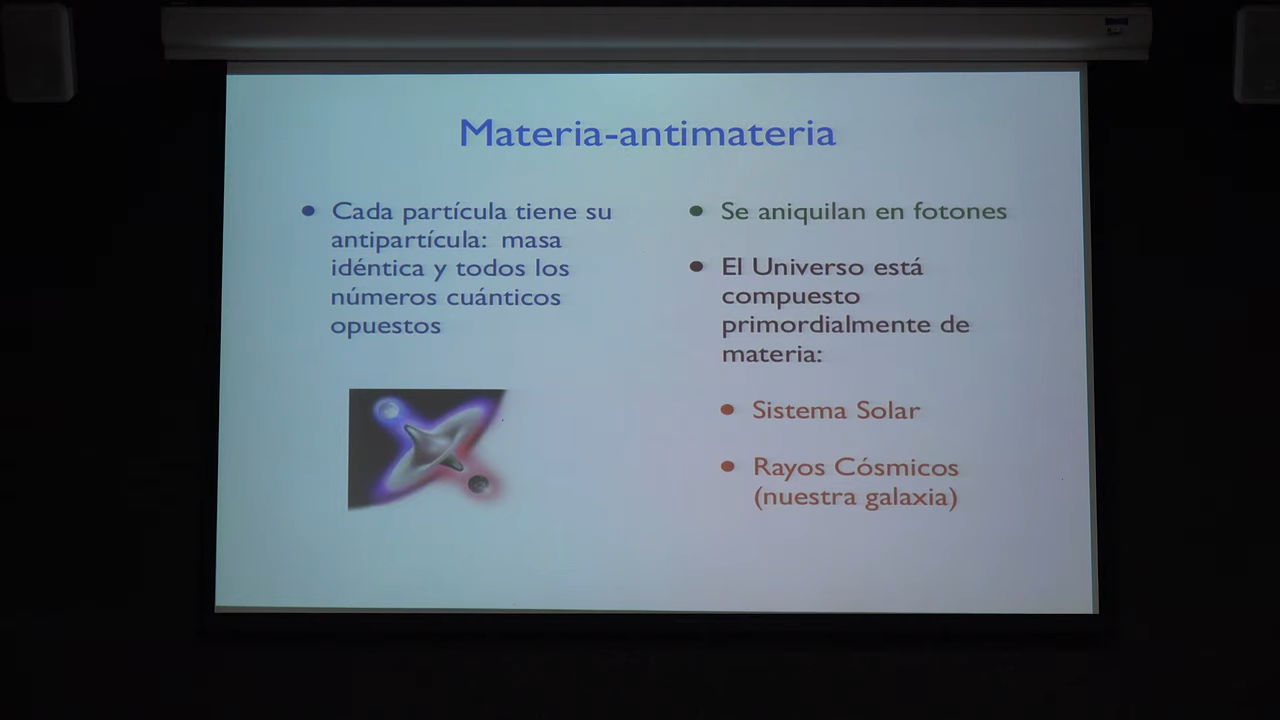 Materia-antimateria
• Cada partícula tiene su
antipartícula: masa
idéntica y todos los
números cuánticos
opuestos
• Se aniquilan en fotones
• El Universo está
compuesto
primordialmente de
materia:
• Sistema Solar
• Rayos Cósmicos
(nuestra galaxia)